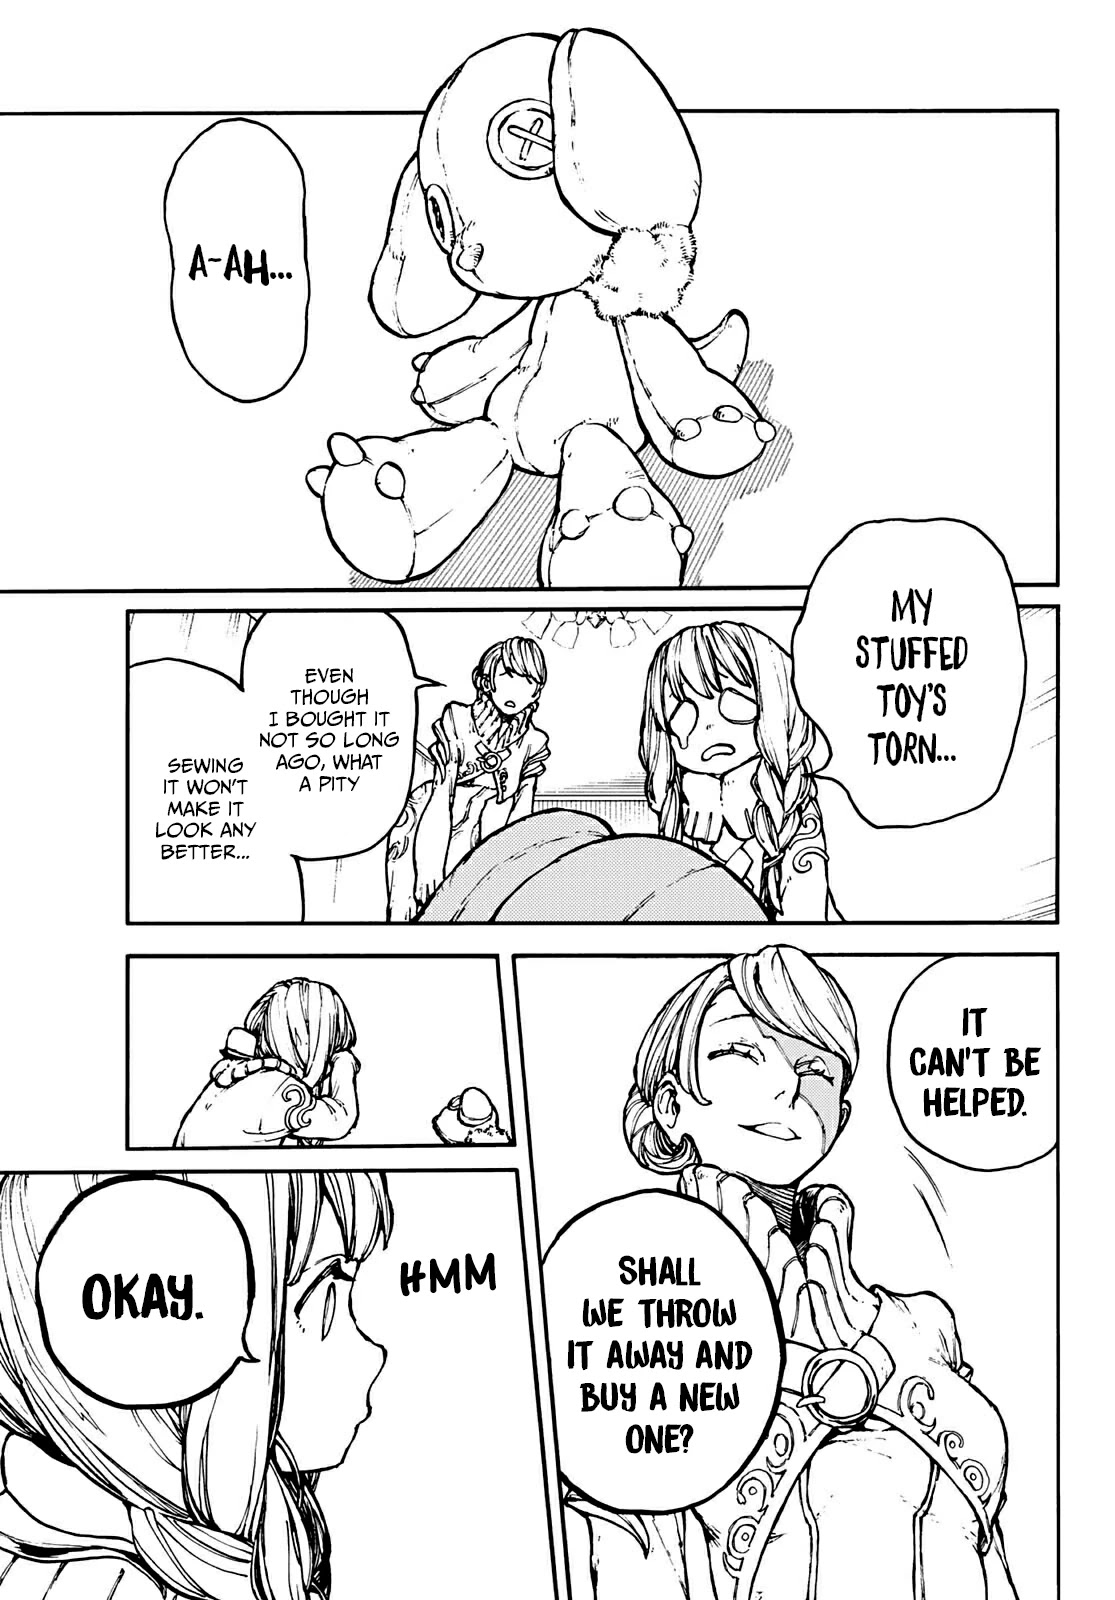 A-AH...
MY
STUFFED
TOY'S
TORN...
EVEN
THOUGH
I BOUGHT IT
NOT SO LONG
AGO, WHAT
A PITY
SEWING
IT WON'T
MAKE IT
LOOK ANY
BETTER...
IT
CAN'T BE
HELPED.
SHALL
WE THROW
IT AWAY AND
BUY A NEW
ONE?
HMM
OKAY.